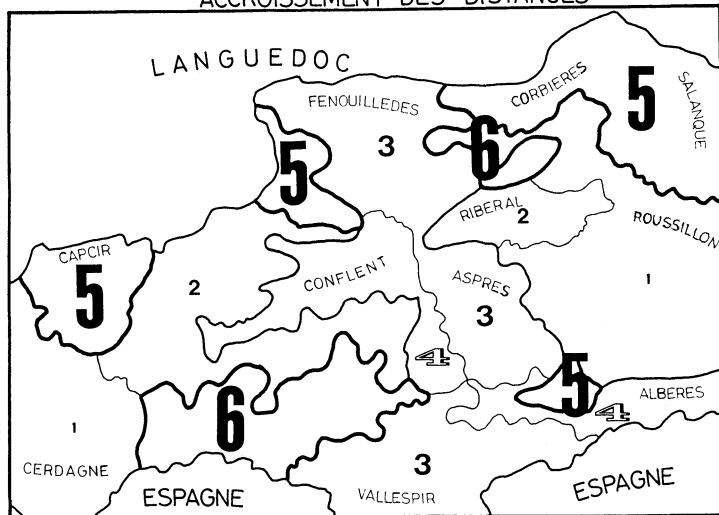 ACCROISSEMENT DES DISTANCES
LANGUEDOC
CORBIERES
5
SALANQUE
FENOUILLEDES
3
6
5
RIBERAL
2
ROUSSILLON
CAPCIR
5
2
CONFLENT
ASPRES
3
1
4
5
4
ALBERES
6
1
CERDAGNE
3
ESPAGNE
VALLESPIR
ESPAGNE